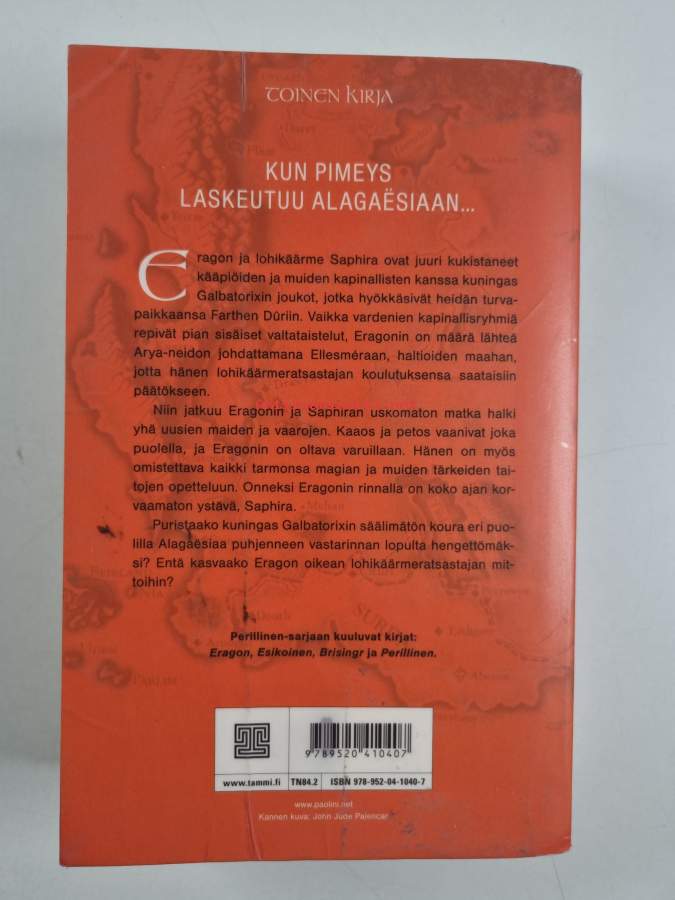 TOINEN KIRJA
KUN PIMEYS
LASKEUTUU ALAGAËSIAAN...
Eragon ja lohikäärme Saphira ovat juuri kukistaneet
kääpiöiden ja muiden kapinallisten kanssa kuningas
Galbatorixin joukot, jotka hyökkäsivät heidän turva-
paikkaansa Farthen Dûriin. Vaikka vardenien kapinallisryhmiä
repivät pian sisäiset valtataistelut, Eragonin on määrä lähteä
Arya-neidon johdattamana Ellesméraan, haltioiden maahan,
jotta hänen lohikäärmeratsastajan koulutuksensa saataisiin
päätökseen.
Niin jatkuu Eragonin ja Saphiran uskomaton matka halki
yhä uusien maiden ja vaarojen. Kaaos ja petos vaanivat joka
puolella, ja Eragonin on oltava varuillaan. Hänen on myös
omistettava kaikki tarmonsa magian ja muiden tärkeiden tai-
tojen opetteluun. Onneksi Eragonin rinnalla on koko ajan kor-
vaamaton ystävä, Saphira.
Puristaako kuningas Galbatorixin säälimätön koura eri puo-
lilla Alagaësiaa puhjenneen vastarinnan lopulta hengettömäk-
si? Entä kasvaako Eragon oikean lohikäärmeratsastajan mit-
toihin?
Perillinen-sarjaan kuuluvat kirjat:
Eragon, Esikoinen, Brisingr ja Perillinen.
9 789520 410407
www.tammi.fi TN84.2 ISBN 978-952-04-1040-7
www.paolini.net
Kannen kuva: John Jude Palencar